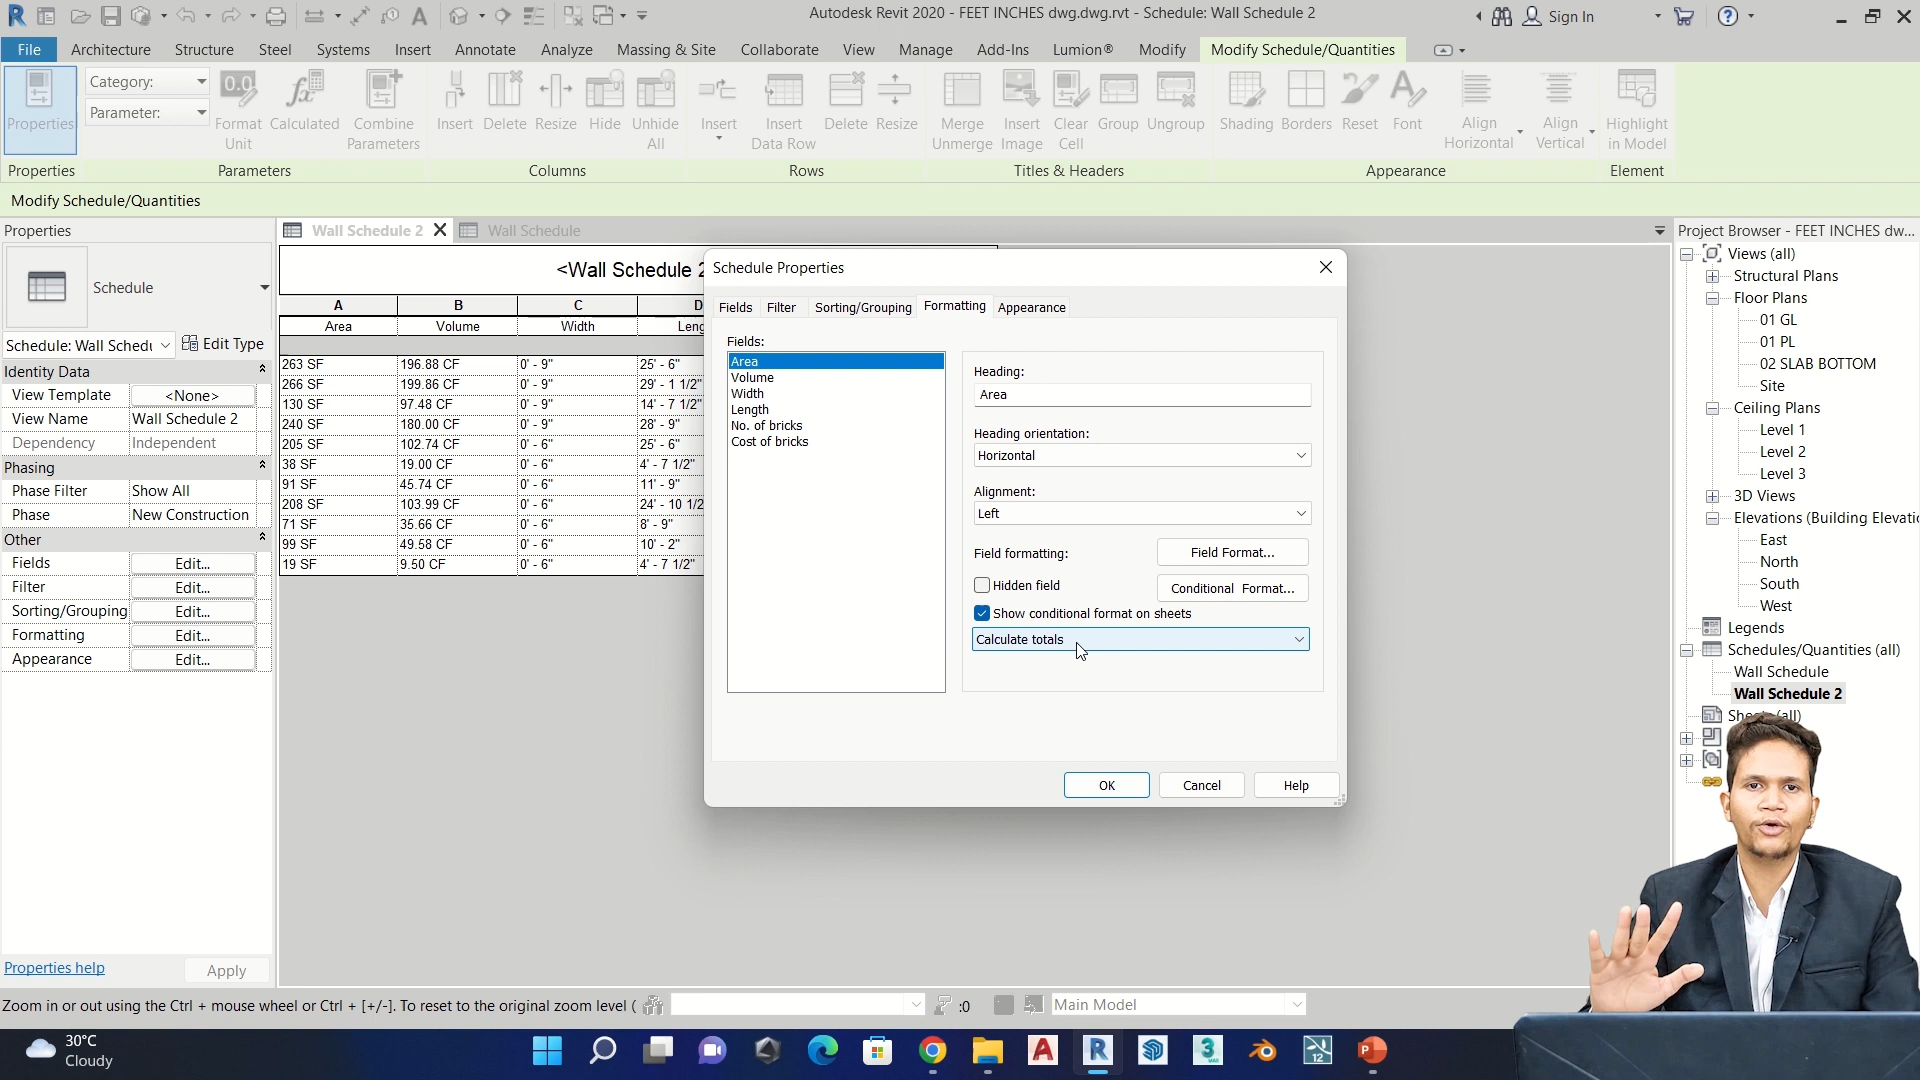 Autodesk Revit 2020 - FEET INCHES dwg.dwg.rvt - Schedule: Wall Schedule 2
Sign In
File Architecture Structure Steel Systems Insert Annotate Analyze Massing & Site Collaborate View Manage Add-Ins Lumion® Modify Modify Schedule/Quantities
Properties
Category:
Parameter:
Format Unit
Calculated
Combine Parameters
Insert
Delete
Resize
Hide
Unhide All
Insert
Insert Data Row
Delete
Resize
Merge Unmerge
Insert Image
Clear Cell
Group
Ungroup
Shading
Borders
Reset
Font
Align Horizontal
Align Vertical
Highlight in Model
Properties Parameters Columns Rows Titles & Headers Appearance Element
Modify Schedule/Quantities
Properties
Schedule
Schedule: Wall Schedu
Edit Type
Identity Data
View Template <None>
View Name Wall Schedule 2
Dependency Independent
Phasing
Phase Filter Show All
Phase New Construction
Other
Fields Edit...
Filter Edit...
Sorting/Grouping Edit...
Formatting Edit...
Appearance Edit...
Properties help
Apply
Wall Schedule 2
Wall Schedule
<Wall Schedule 2
A B C D
Area Volume Width Leng
263 SF 196.88 CF 0' - 9" 25' - 6"
266 SF 199.86 CF 0' - 9" 29' - 1 1/2"
130 SF 97.48 CF 0' - 9" 14' - 7 1/2"
240 SF 180.00 CF 0' - 9" 28' - 9"
205 SF 102.74 CF 0' - 6" 25' - 6"
38 SF 19.00 CF 0' - 6" 4' - 7 1/2"
91 SF 45.74 CF 0' - 6" 11' - 9"
208 SF 103.99 CF 0' - 6" 24' - 10 1/2
71 SF 35.66 CF 0' - 6" 8' - 9"
99 SF 49.58 CF 0' - 6" 10' - 2"
19 SF 9.50 CF 0' - 6" 4' - 7 1/2"
Schedule Properties
Fields Filter Sorting/Grouping Formatting Appearance
Fields:
Area
Volume
Width
Length
No. of bricks
Cost of bricks
Heading:
Area
Heading orientation:
Horizontal
Alignment:
Left
Field formatting:
Field Format...
Hidden field
Conditional Format...
Show conditional format on sheets
Calculate totals
OK Cancel Help
Project Browser - FEET INCHES dw...
Views (all)
Structural Plans
Floor Plans
01 GL
01 PL
02 SLAB BOTTOM
Site
Ceiling Plans
Level 1
Level 2
Level 3
3D Views
Elevations (Building Elevatio
East
North
South
West
Legends
Schedules/Quantities (all)
Wall Schedule
Wall Schedule 2
Zoom in or out using the Ctrl + mouse wheel or Ctrl + [+/-]. To reset to the original zoom level (
:0
Main Model
30°C
Cloudy